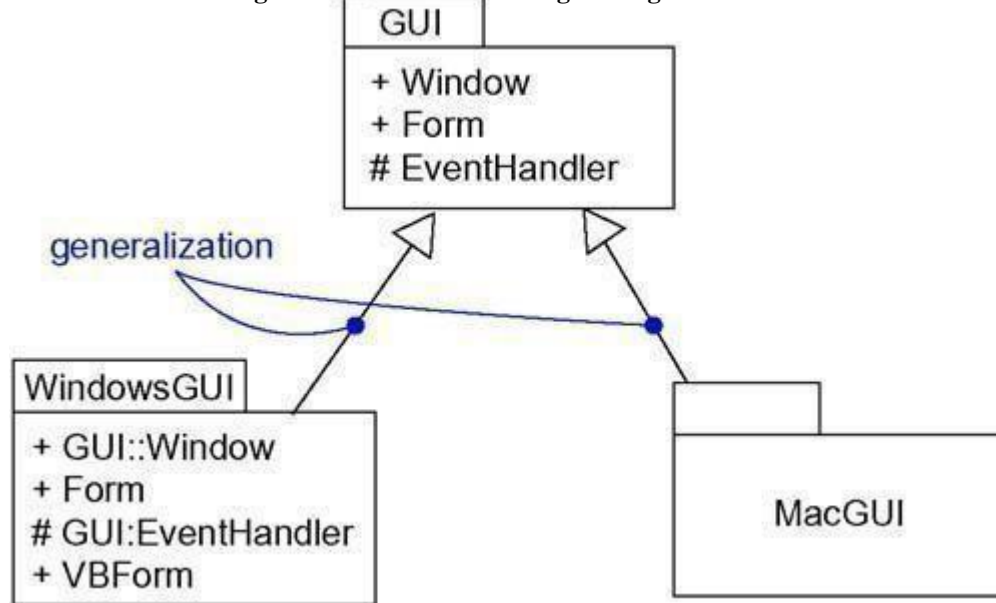 GUI
+ Window
+ Form
# EventHandler
generalization
WindowsGUI
+ GUI::Window
+ Form
# GUI:EventHandler
+ VBForm
MacGUI